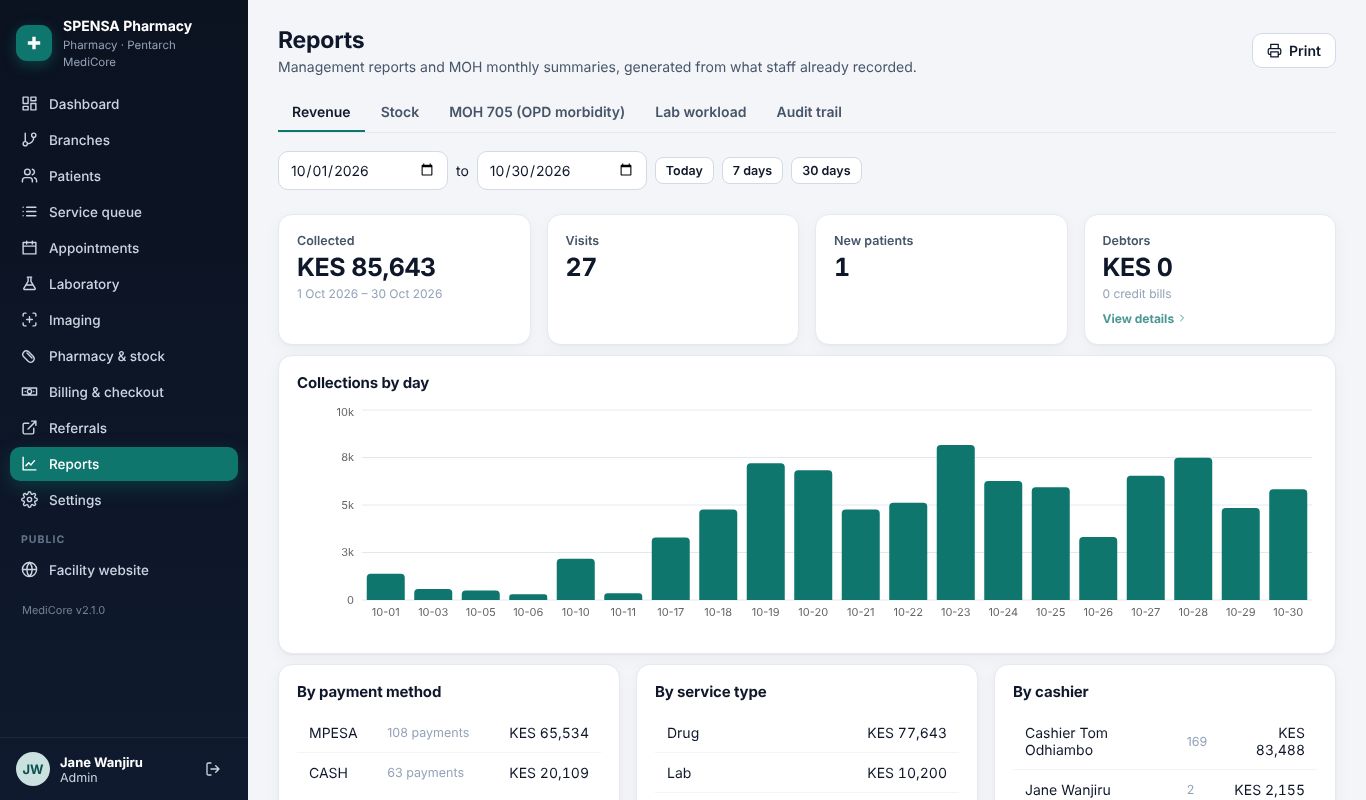 SPENSA Pharmacy
Pharmacy · Pentarch
MediCore
Dashboard
Branches
Patients
Service queue
Appointments
Laboratory
Imaging
Pharmacy & stock
Billing & checkout
Referrals
Reports
Settings
PUBLIC
Facility website
MediCore v2.1.0
JW
Jane Wanjiru
Admin
Reports
Management reports and MOH monthly summaries, generated from what staff already recorded.
Print
Revenue Stock MOH 705 (OPD morbidity) Lab workload Audit trail
10/01/2026 to 10/30/2026 Today 7 days 30 days
Collected
KES 85,643
1 Oct 2026 – 30 Oct 2026
Visits
27
New patients
1
Debtors
KES 0
0 credit bills
View details
Collections by day
10k
8k
5k
3k
0
10-01 10-03 10-05 10-06 10-10 10-11 10-17 10-18 10-19 10-20 10-21 10-22 10-23 10-24 10-25 10-26 10-27 10-28 10-29 10-30
By payment method
MPESA 108 payments KES 65,534
CASH 63 payments KES 20,109
By service type
Drug KES 77,643
Lab KES 10,200
By cashier
Cashier Tom Odhiambo 169 KES 83,488
Jane Wanjiru 2 KES 2,155